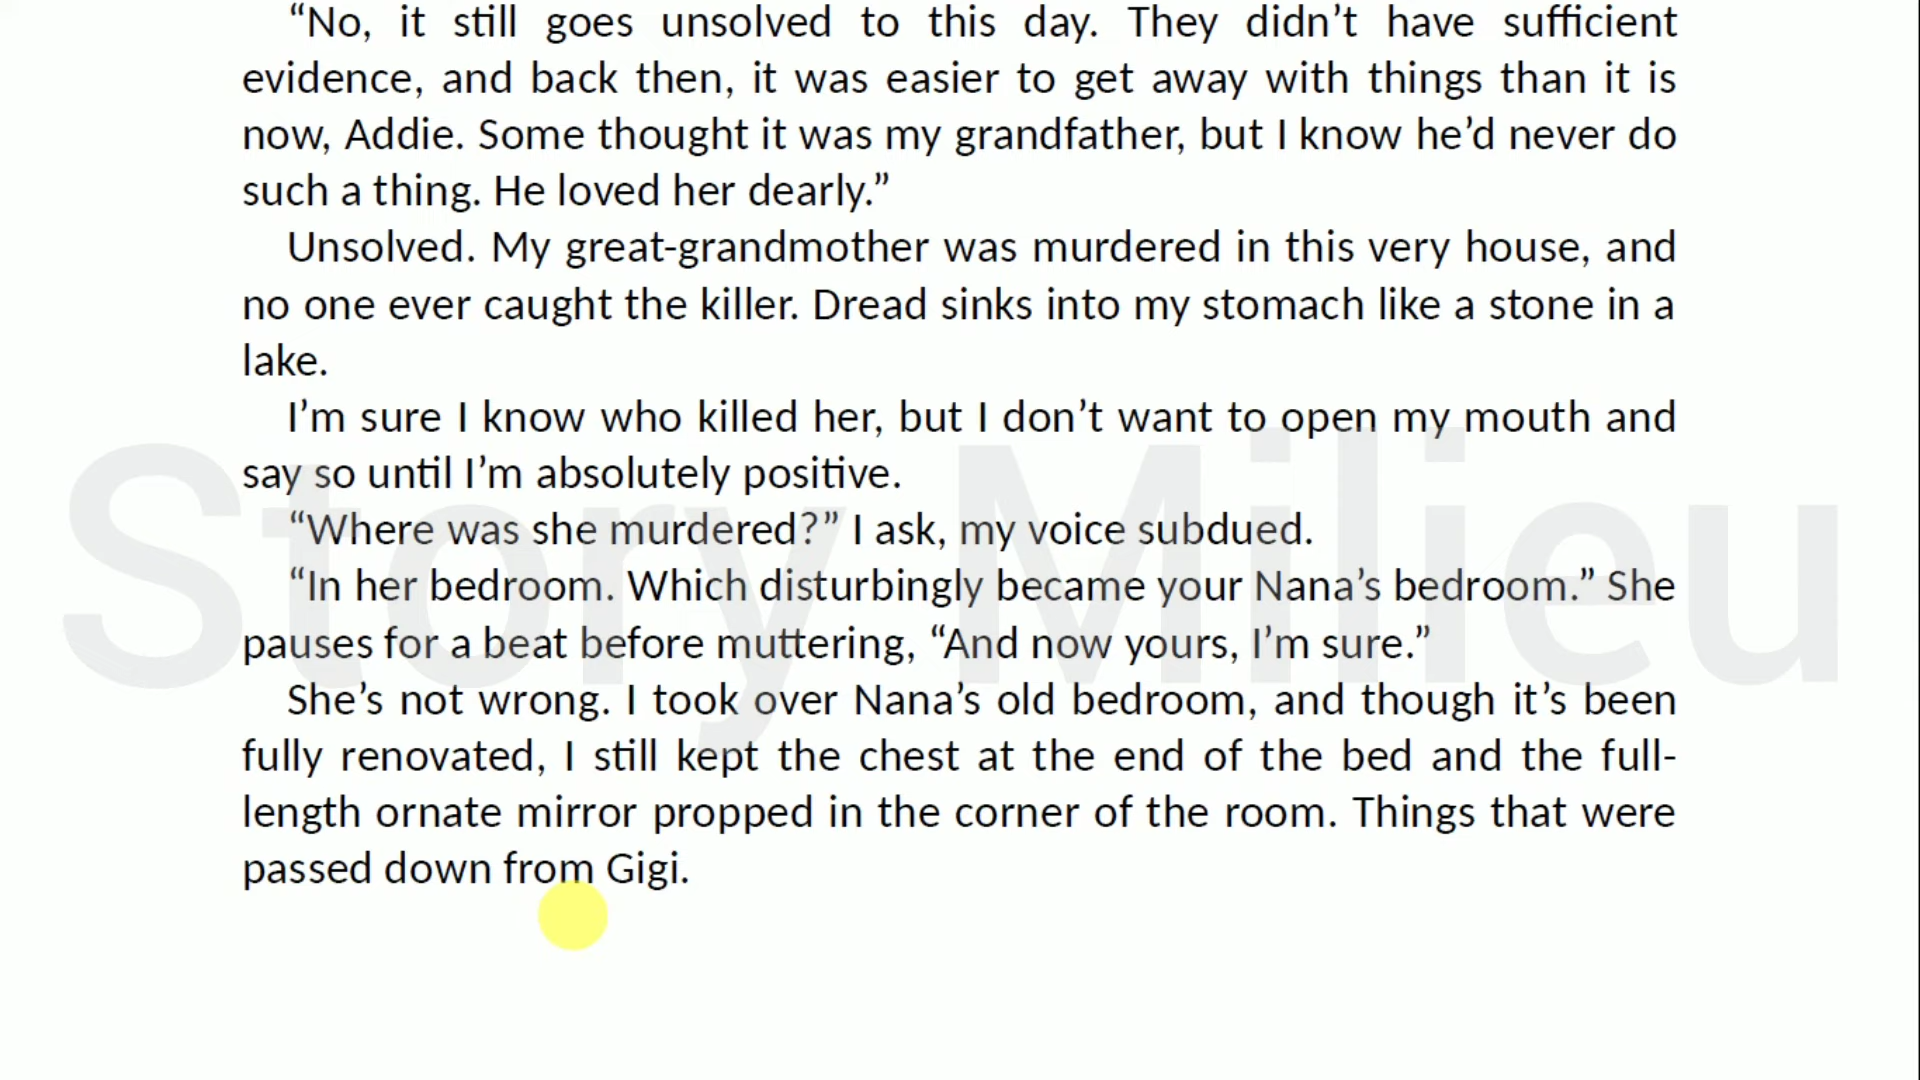 “No, it still goes unsolved to this day. They didn’t have sufficient
evidence, and back then, it was easier to get away with things than it is
now, Addie. Some thought it was my grandfather, but I know he’d never do
such a thing. He loved her dearly.”
Unsolved. My great-grandmother was murdered in this very house, and
no one ever caught the killer. Dread sinks into my stomach like a stone in a
lake.
I’m sure I know who killed her, but I don’t want to open my mouth and
say so until I’m absolutely positive.
“Where was she murdered?” I ask, my voice subdued.
“In her bedroom. Which disturbingly became your Nana’s bedroom.” She
pauses for a beat before muttering, “And now yours, I’m sure.”
She’s not wrong. I took over Nana’s old bedroom, and though it’s been
fully renovated, I still kept the chest at the end of the bed and the full-
length ornate mirror propped in the corner of the room. Things that were
passed down from Gigi.
Story Milieu